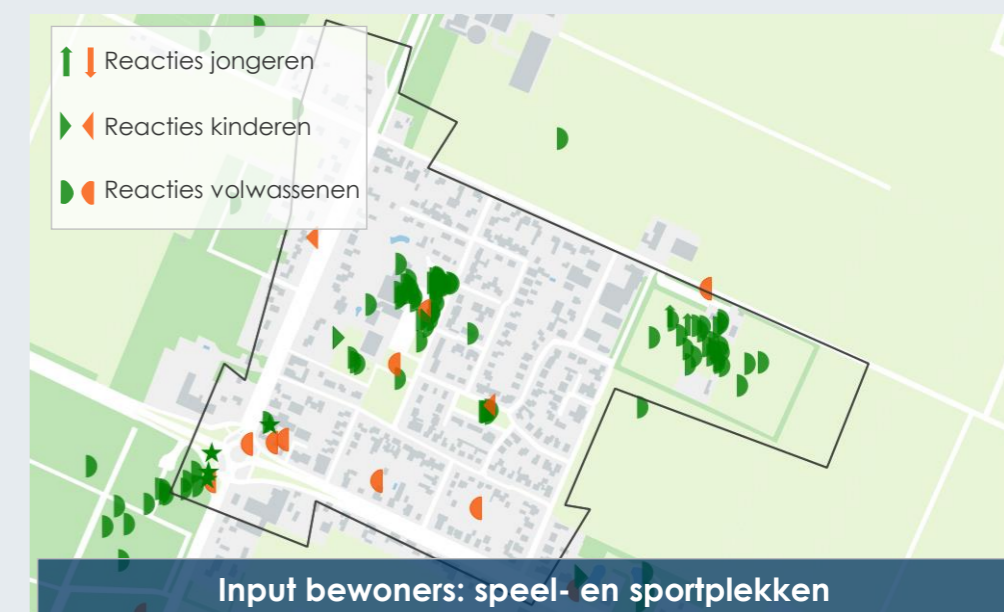 Reacties jongeren
Reacties kinderen
Reacties volwassenen
Input bewoners: speel- en sportplekken